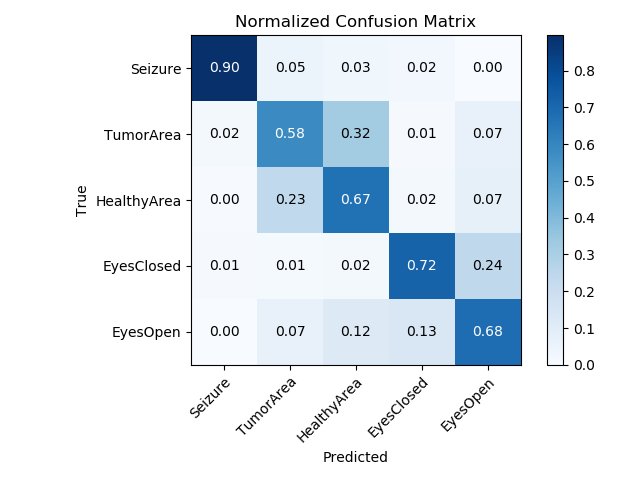 Normalized Confusion Matrix
True
Seizure 0.90 0.05 0.03 0.02 0.00
TumorArea 0.02 0.58 0.32 0.01 0.07
HealthyArea 0.00 0.23 0.67 0.02 0.07
EyesClosed 0.01 0.01 0.02 0.72 0.24
EyesOpen 0.00 0.07 0.12 0.13 0.68
Seizure TumorArea HealthyArea EyesClosed EyesOpen
Predicted
0.8
0.7
0.6
0.5
0.4
0.3
0.2
0.1
0.0